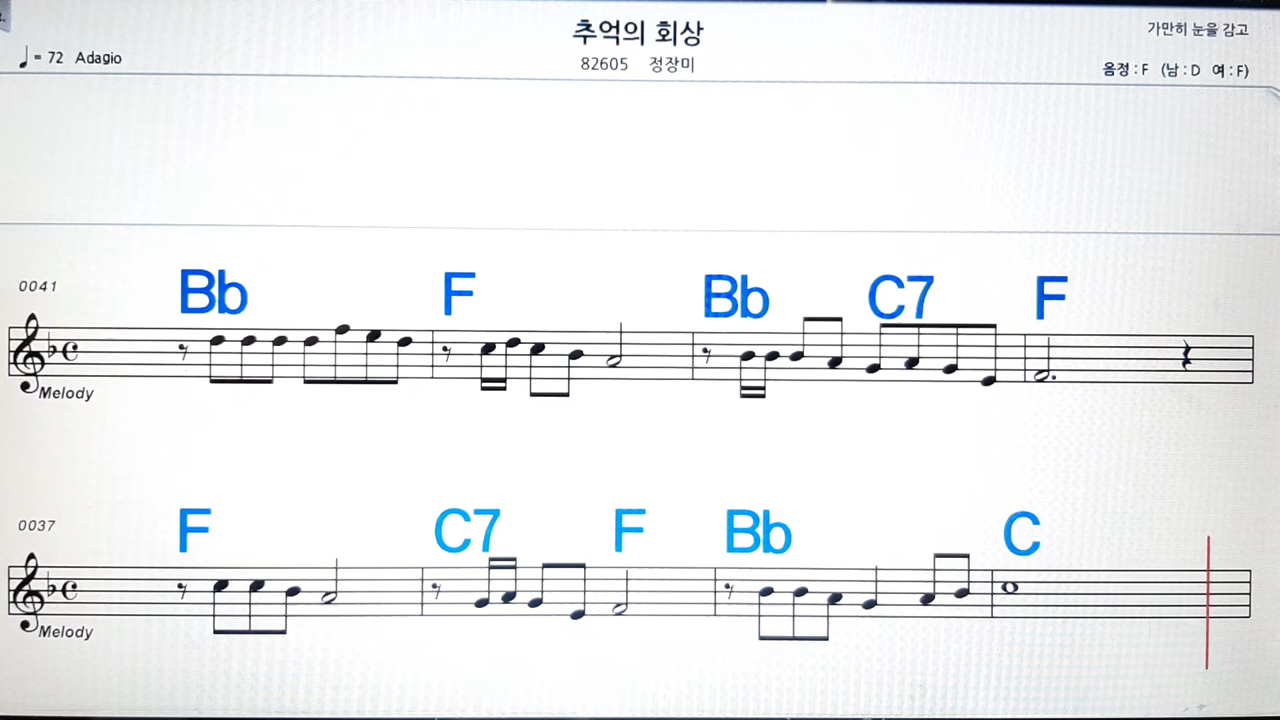 추억의 회상
가만히 눈을 감고
♩ = 72 Adagio
82605 정장미
음정 : F (남 : D 여 : F)
Bb F Bb C7 F
0041
Melody
F C7 F Bb C
0037
Melody